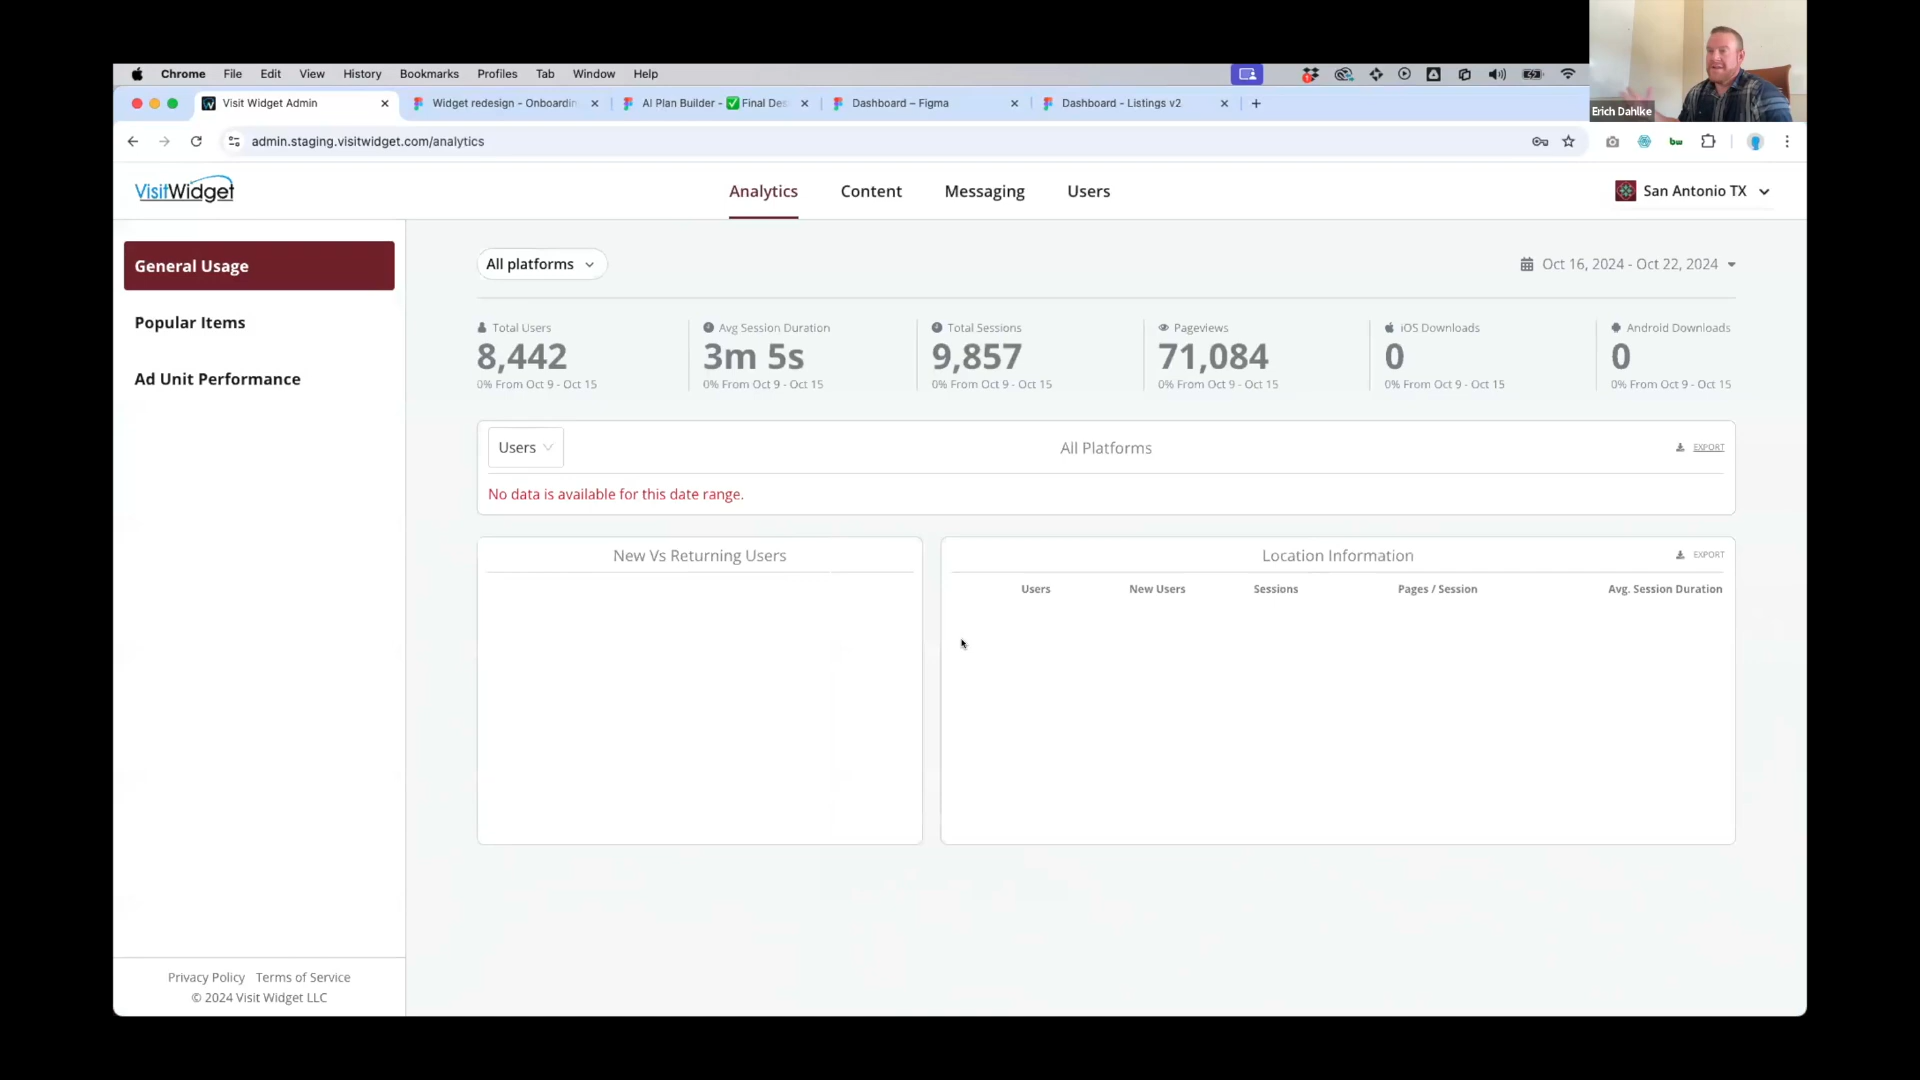 Chrome File Edit View History Bookmarks Profiles Tab Window Help
Erich Dahlke
Visit Widget Admin
Widget redesign - Onboardin
AI Plan Builder - ✅ Final Des
Dashboard – Figma
Dashboard - Listings v2
admin.staging.visitwidget.com/analytics
VisitWidget
Analytics Content Messaging Users
San Antonio TX
General Usage
Popular Items
Ad Unit Performance
All platforms
Oct 16, 2024 - Oct 22, 2024
Total Users
8,442
0% From Oct 9 - Oct 15
Avg Session Duration
3m 5s
0% From Oct 9 - Oct 15
Total Sessions
9,857
0% From Oct 9 - Oct 15
Pageviews
71,084
0% From Oct 9 - Oct 15
iOS Downloads
0
0% From Oct 9 - Oct 15
Android Downloads
0
0% From Oct 9 - Oct 15
Users
All Platforms
EXPORT
No data is available for this date range.
New Vs Returning Users
Location Information
EXPORT
Users New Users Sessions Pages / Session Avg. Session Duration
Privacy Policy Terms of Service
© 2024 Visit Widget LLC